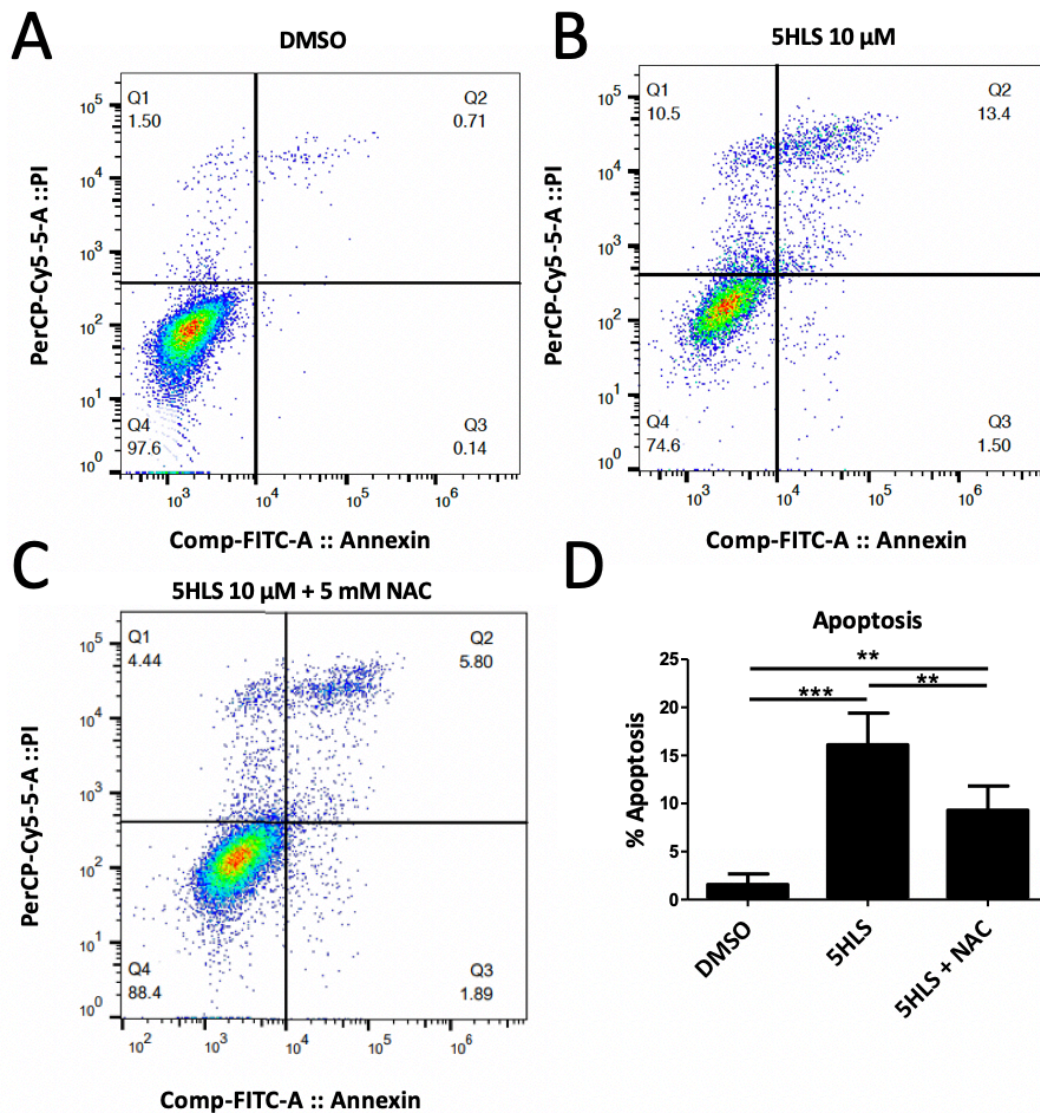 A
DMSO
Q1
1.50
Q2
0.71
Q4
97.6
Q3
0.14
10^5
10^4
10^3
10^2
10^1
10^0
10^3
10^4
10^5
10^6
PerCP-Cy5-5-A ::PI
Comp-FITC-A :: Annexin
B
5HLS 10 µM
Q1
10.5
Q2
13.4
Q4
74.6
Q3
1.50
10^5
10^4
10^3
10^2
10^1
10^0
10^3
10^4
10^5
10^6
PerCP-Cy5-5-A ::PI
Comp-FITC-A :: Annexin
C
5HLS 10 µM + 5 mM NAC
Q1
4.44
Q2
5.80
Q4
88.4
Q3
1.89
10^5
10^4
10^3
10^2
10^1
10^0
10^2
10^3
10^4
10^5
10^6
PerCP-Cy5-5-A ::PI
Comp-FITC-A :: Annexin
D
Apoptosis
% Apoptosis
25
20
15
10
5
0
**
***
**
DMSO
5HLS
5HLS + NAC